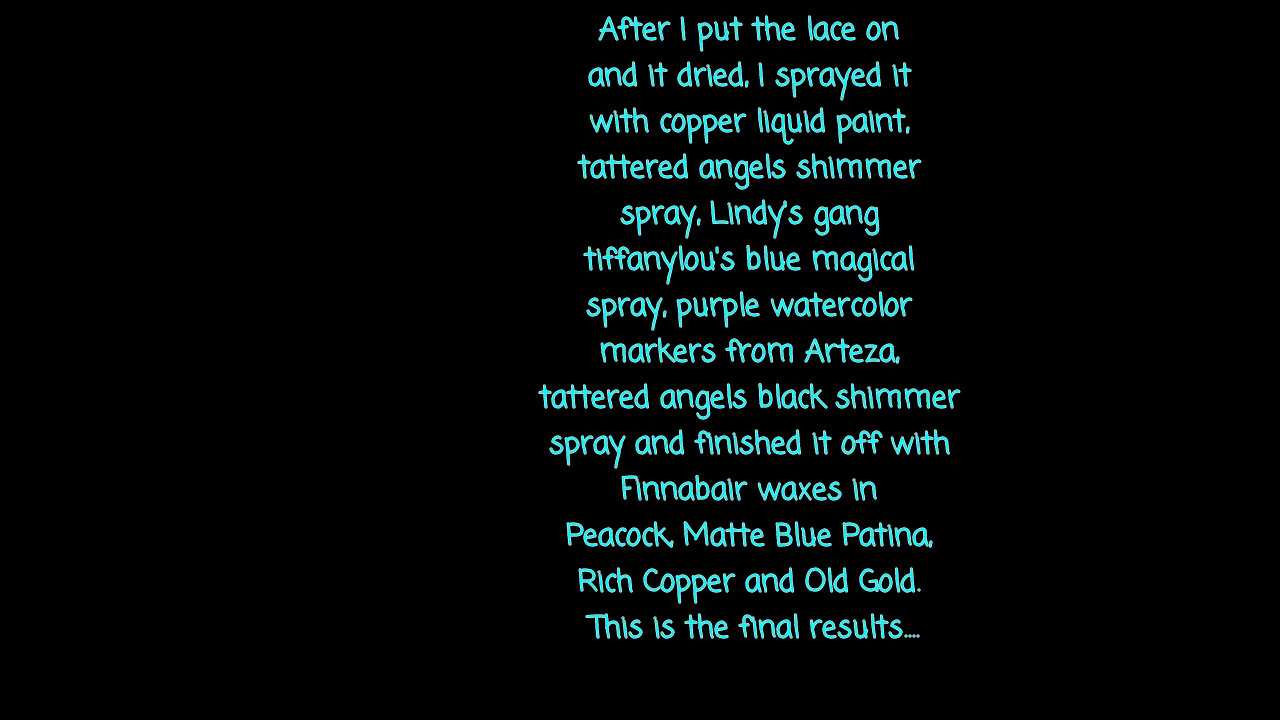 After I put the lace on
and it dried, I sprayed it
with copper liquid paint,
tattered angels shimmer
spray, Lindy's gang
tiffanylou's blue magical
spray, purple watercolor
markers from Arteza,
tattered angels black shimmer
spray and finished it off with
Finnabair waxes in
Peacock, Matte Blue Patina,
Rich Copper and Old Gold.
This is the final results....